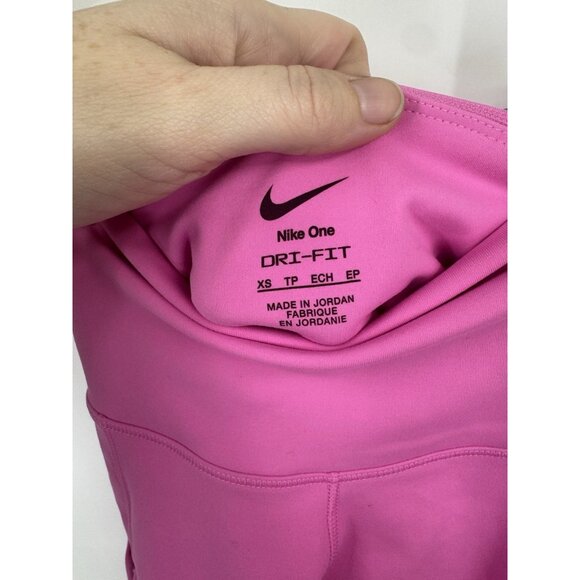 Nike One
DRI-FIT
XS TP ECH EP
MADE IN JORDAN
FABRIQUE
EN JORDANIE